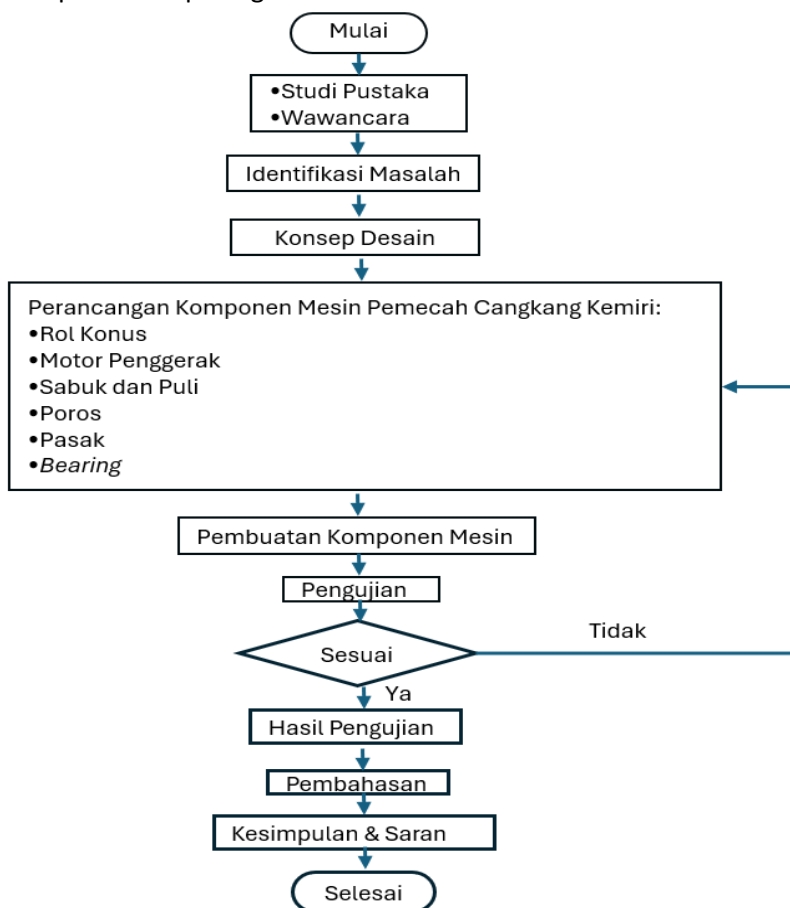 Mulai
•Studi Pustaka
•Wawancara
Identifikasi Masalah
Konsep Desain
Perancangan Komponen Mesin Pemecah Cangkang Kemiri:
•Rol Konus
•Motor Penggerak
•Sabuk dan Puli
•Poros
•Pasak
•Bearing
Pembuatan Komponen Mesin
Pengujian
Sesuai
Tidak
Ya
Hasil Pengujian
Pembahasan
Kesimpulan & Saran
Selesai